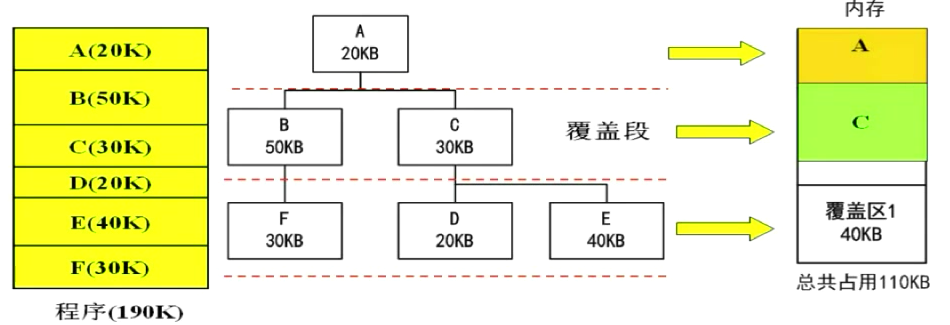 A(20K)
B(50K)
C(30K)
D(20K)
E(40K)
F(30K)
程序(190K)
A
20KB
B
50KB
C
30KB
覆盖段
F
30KB
D
20KB
E
40KB
内存
A
C
覆盖区1
40KB
总共占用110KB